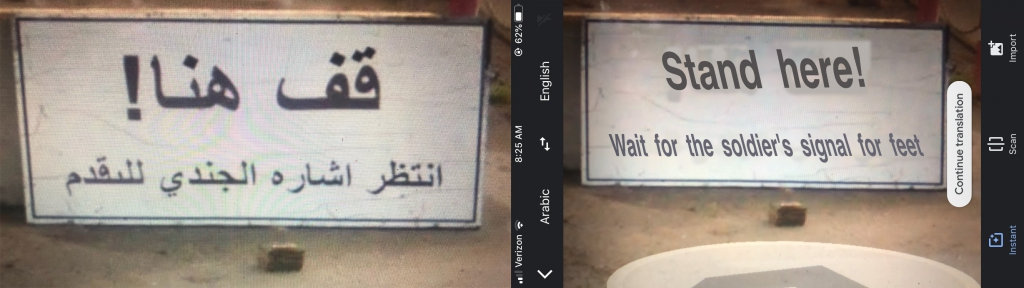 قف هنا!
انتظر اشاره الجندي للتقدم
Verizon 8:25 AM 62%
Arabic English
Stand here!
Wait for the soldier's signal for feet
Continue translation
Instant Scan Import